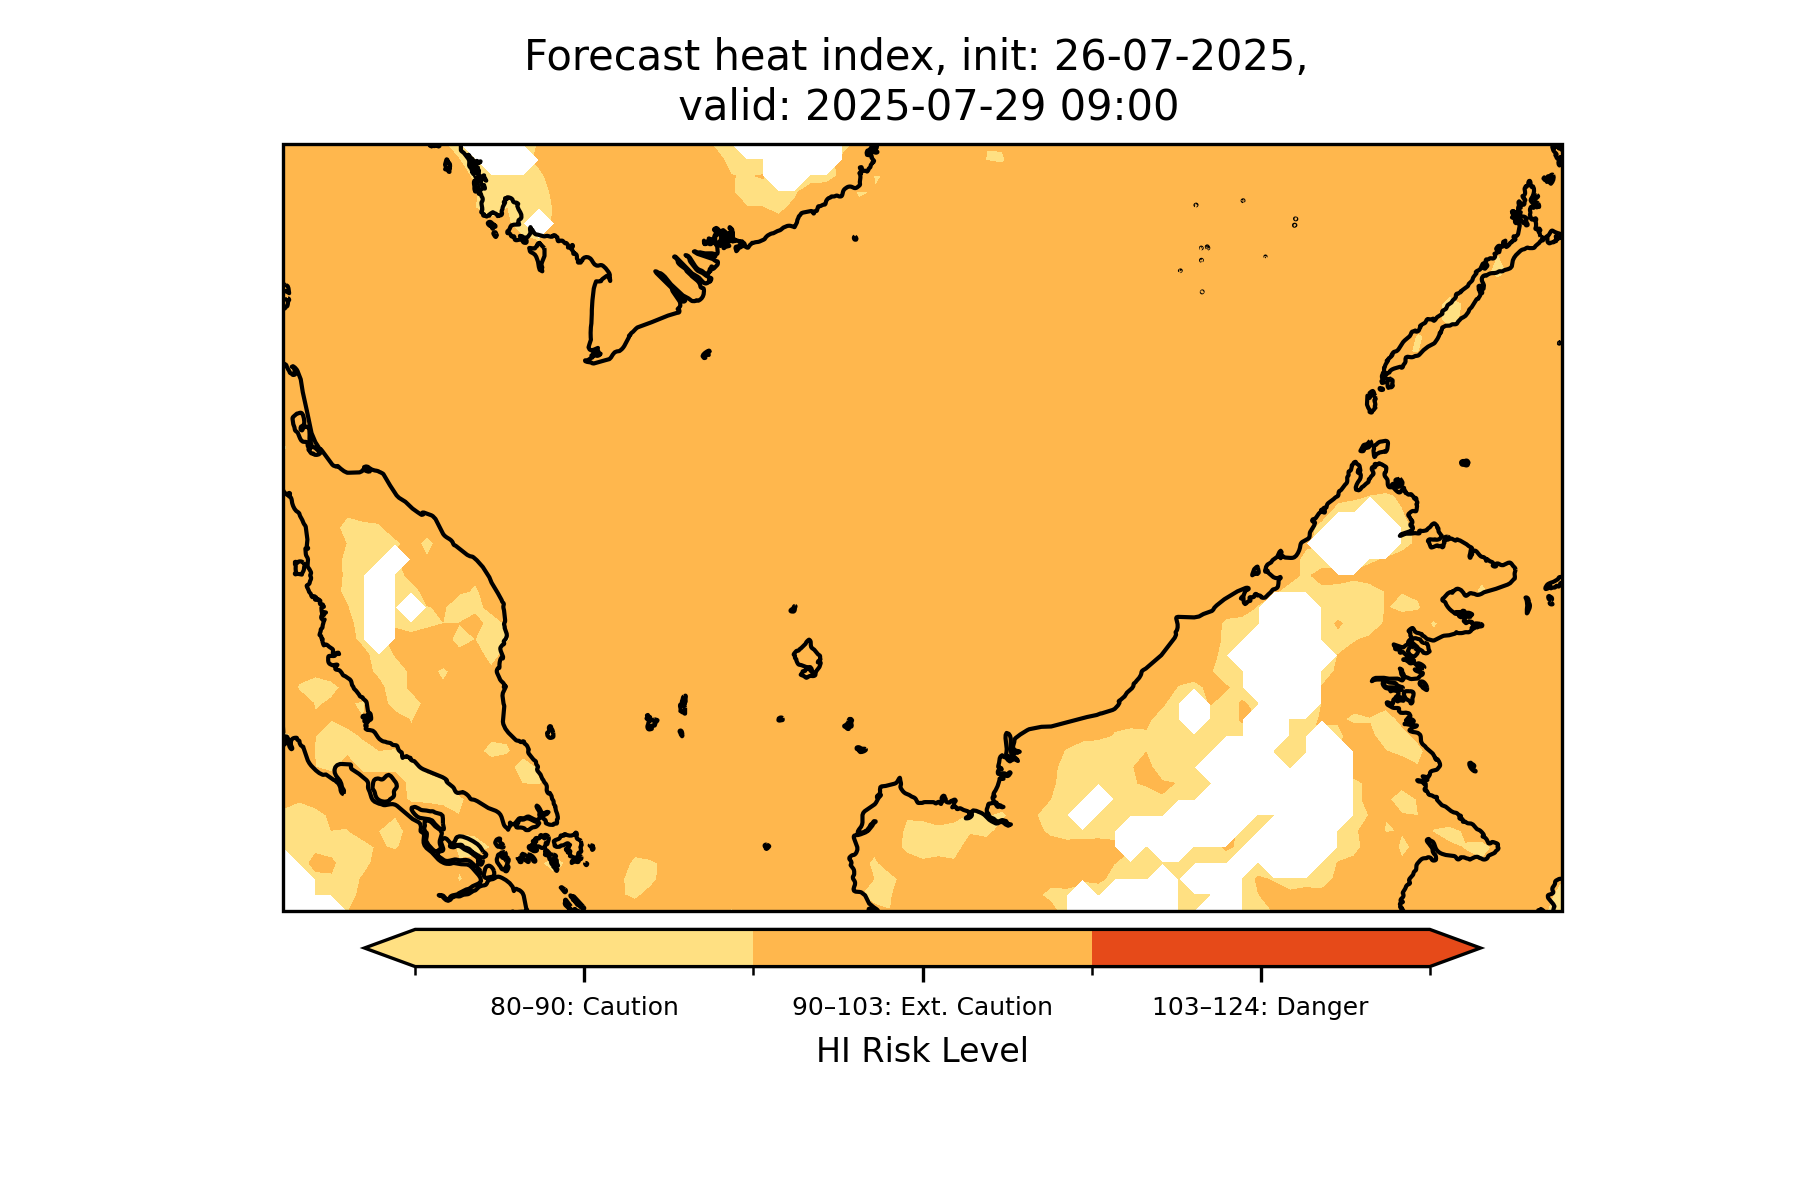 Forecast heat index, init: 26-07-2025,
valid: 2025-07-29 09:00
80–90: Caution
90–103: Ext. Caution
103–124: Danger
HI Risk Level